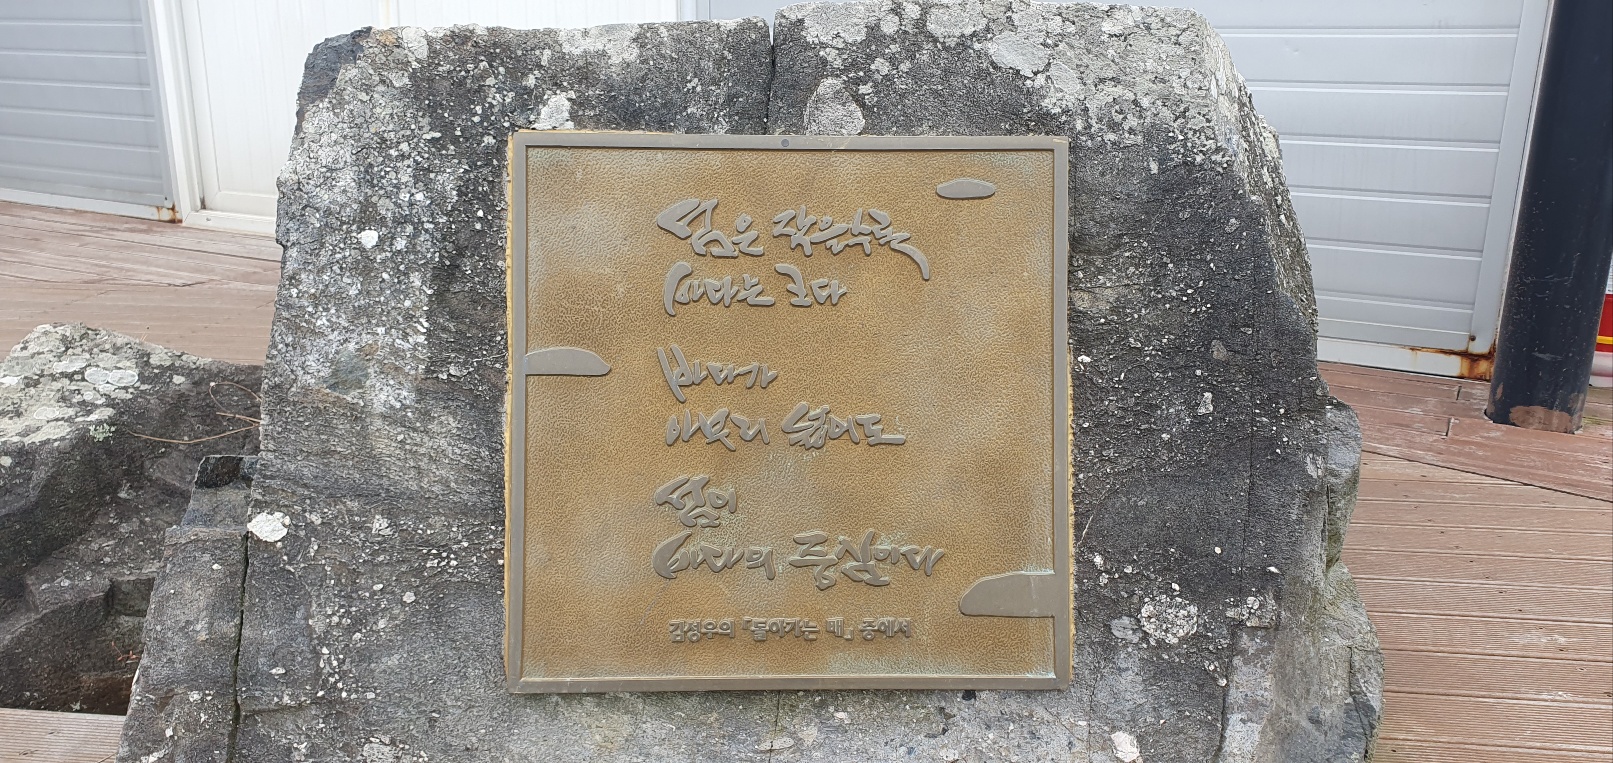 섬은 작을수록
바다는 크다
바다가
아무리 넓어도
섬이
바다의 중심이다
김성우의 『돌아가는 배』 중에서